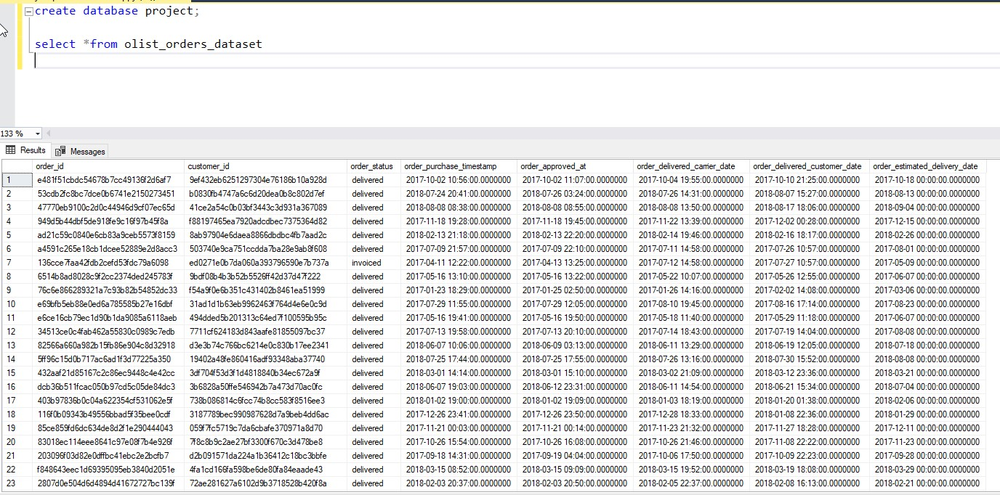 create database project;
select *from olist_orders_dataset
133 %
Results Messages
order_id customer_id order_status order_purchase_timestamp order_approved_at order_delivered_carrier_date order_delivered_customer_date order_estimated_delivery_date
1 e481f51cbdc54678b7cc49136f2d6af7 9ef432eb6251297304e76186b10a928d delivered 2017-10-02 10:56:00.0000000 2017-10-02 11:07:00.0000000 2017-10-04 19:55:00.0000000 2017-10-10 21:25:00.0000000 2017-10-18 00:00:00.0000000
2 53cdb2fc8bc7dce0b6741e2150273451 b0830fb4747a6c6d20dea0b8c802d7ef delivered 2018-07-24 20:41:00.0000000 2018-07-26 03:24:00.0000000 2018-07-26 14:31:00.0000000 2018-08-07 15:27:00.0000000 2018-08-13 00:00:00.0000000
3 47770eb9100c2d0c44946d9cf07ec65d 41ce2a54c0b03bf3443c3d931a367089 delivered 2018-08-08 08:38:00.0000000 2018-08-08 08:55:00.0000000 2018-08-08 13:50:00.0000000 2018-08-17 18:06:00.0000000 2018-09-04 00:00:00.0000000
4 949d5b44dbf5de918fe9c16f97b45f8a f88197465ea7920adcdbec7375364d82 delivered 2017-11-18 19:28:00.0000000 2017-11-18 19:45:00.0000000 2017-11-22 13:39:00.0000000 2017-12-02 00:28:00.0000000 2017-12-15 00:00:00.0000000
5 ad21c59c0840e6cb83a9ceb5573f8159 8ab97904e6daea8866dbdbc4fb7aad2c delivered 2018-02-13 21:18:00.0000000 2018-02-13 22:20:00.0000000 2018-02-14 19:46:00.0000000 2018-02-16 18:17:00.0000000 2018-02-26 00:00:00.0000000
6 a4591c265e18cb1dcee52889e2d8acc3 503740e9ca751ccdda7ba28e9ab8f608 delivered 2017-07-09 21:57:00.0000000 2017-07-09 22:10:00.0000000 2017-07-11 14:58:00.0000000 2017-07-26 10:57:00.0000000 2017-08-01 00:00:00.0000000
7 136cce7faa42fdb2cefd53fdc79a6098 ed0271e0b7da060a393796590e7b737a invoiced 2017-04-11 12:22:00.0000000 2017-04-13 13:25:00.0000000 2017-07-12 14:58:00.0000000 2017-07-27 10:57:00.0000000 2017-05-09 00:00:00.0000000
8 6514b8ad8028c9f2cc2374ded245783f 9bdf08b4b3b52b5526ff42d37d47f222 delivered 2017-05-16 13:10:00.0000000 2017-05-16 13:22:00.0000000 2017-05-22 10:07:00.0000000 2017-05-26 12:55:00.0000000 2017-06-07 00:00:00.0000000
9 76c6e866289321a7c93b82b54852dc33 f54a9f0e6b351c431402b8461ea51999 delivered 2017-01-23 18:29:00.0000000 2017-01-25 02:50:00.0000000 2017-01-26 14:16:00.0000000 2017-02-02 14:08:00.0000000 2017-03-06 00:00:00.0000000
10 e69bfb5eb88e0ed6a785585b27e16dbf 31ad1d1b63eb9962463f764d4e6e0c9d delivered 2017-07-29 11:55:00.0000000 2017-07-29 12:05:00.0000000 2017-08-10 19:45:00.0000000 2017-08-16 17:14:00.0000000 2017-08-23 00:00:00.0000000
11 e6ce16cb79ec1d90b1da9085a6118aeb 494dded5b201313c64ed7f100595b95c delivered 2017-05-16 19:41:00.0000000 2017-05-16 19:50:00.0000000 2017-05-18 11:40:00.0000000 2017-05-29 11:18:00.0000000 2017-06-07 00:00:00.0000000
12 34513ce0c4fab462a55830c0989c7edb 7711cf624183d843aafe81855097bc37 delivered 2017-07-13 19:58:00.0000000 2017-07-13 20:10:00.0000000 2017-07-14 18:43:00.0000000 2017-07-19 14:04:00.0000000 2017-08-08 00:00:00.0000000
13 82566a660a982b15fb86e904c8d32918 d3e3b74c766bc6214e0c830b17ee2341 delivered 2018-06-07 10:06:00.0000000 2018-06-09 03:13:00.0000000 2018-06-11 13:29:00.0000000 2018-06-19 12:05:00.0000000 2018-07-18 00:00:00.0000000
14 5ff96c15d0b717ac6ad1f3d77225a350 19402a48fe860416adf93348aba37740 delivered 2018-07-25 17:44:00.0000000 2018-07-25 17:55:00.0000000 2018-07-26 13:16:00.0000000 2018-07-30 15:52:00.0000000 2018-08-08 00:00:00.0000000
15 432aaf21d85167c2c86ec9448c4e42cc 3df704f53d3f1d4818840b34ec672a9f delivered 2018-03-01 14:14:00.0000000 2018-03-01 15:10:00.0000000 2018-03-02 21:09:00.0000000 2018-03-12 23:36:00.0000000 2018-03-21 00:00:00.0000000
16 dcb36b511fcac050b97cd5c05de84dc3 3b6828a50ffe546942b7a473d70ac0fc delivered 2018-06-07 19:03:00.0000000 2018-06-12 23:31:00.0000000 2018-06-11 14:54:00.0000000 2018-06-21 15:34:00.0000000 2018-07-04 00:00:00.0000000
17 403b97836b0c04a622354cf531062e5f 738b086814c6fcc74b8cc583f8516ee3 delivered 2018-01-02 19:00:00.0000000 2018-01-02 19:09:00.0000000 2018-01-03 18:19:00.0000000 2018-01-20 01:38:00.0000000 2018-02-06 00:00:00.0000000
18 116f0b09343b49556bbad5f35bee0cdf 3187789bec990987628d7a9beb4dd6ac delivered 2017-12-26 23:41:00.0000000 2017-12-26 23:50:00.0000000 2017-12-28 18:33:00.0000000 2018-01-08 22:36:00.0000000 2018-01-29 00:00:00.0000000
19 85ce859fd6dc634de8d2f1e290444043 059f7fc5719c7da6cbafe370971a8d70 delivered 2017-11-21 00:03:00.0000000 2017-11-21 00:14:00.0000000 2017-11-23 21:32:00.0000000 2017-11-27 18:28:00.0000000 2017-12-11 00:00:00.0000000
20 83018ec114eee8641c97e08f7b4e926f 7f8c8b9c2ae27bf3300f670c3d478be8 delivered 2017-10-26 15:54:00.0000000 2017-10-26 16:08:00.0000000 2017-10-26 21:46:00.0000000 2017-11-08 22:22:00.0000000 2017-11-23 00:00:00.0000000
21 203096f03d82e0dffbc41ebc2e2bcfb7 d2b091571da224a1b36412c18bc3bbfe delivered 2017-09-18 14:31:00.0000000 2017-09-19 04:04:00.0000000 2017-10-06 17:50:00.0000000 2017-10-09 22:23:00.0000000 2017-09-28 00:00:00.0000000
22 f848643eec1d69395095eb3840d2051e 4fa1cd166fa598be6de80fa84eaade43 delivered 2018-03-15 08:52:00.0000000 2018-03-15 09:09:00.0000000 2018-03-15 19:52:00.0000000 2018-03-19 18:08:00.0000000 2018-03-29 00:00:00.0000000
23 2807d0e504d6d4894d41672727bc139f 72ae281627a6102d9b3718528b420f8a delivered 2018-02-03 20:37:00.0000000 2018-02-03 20:50:00.0000000 2018-02-05 22:37:00.0000000 2018-02-08 16:13:00.0000000 2018-02-21 00:00:00.0000000